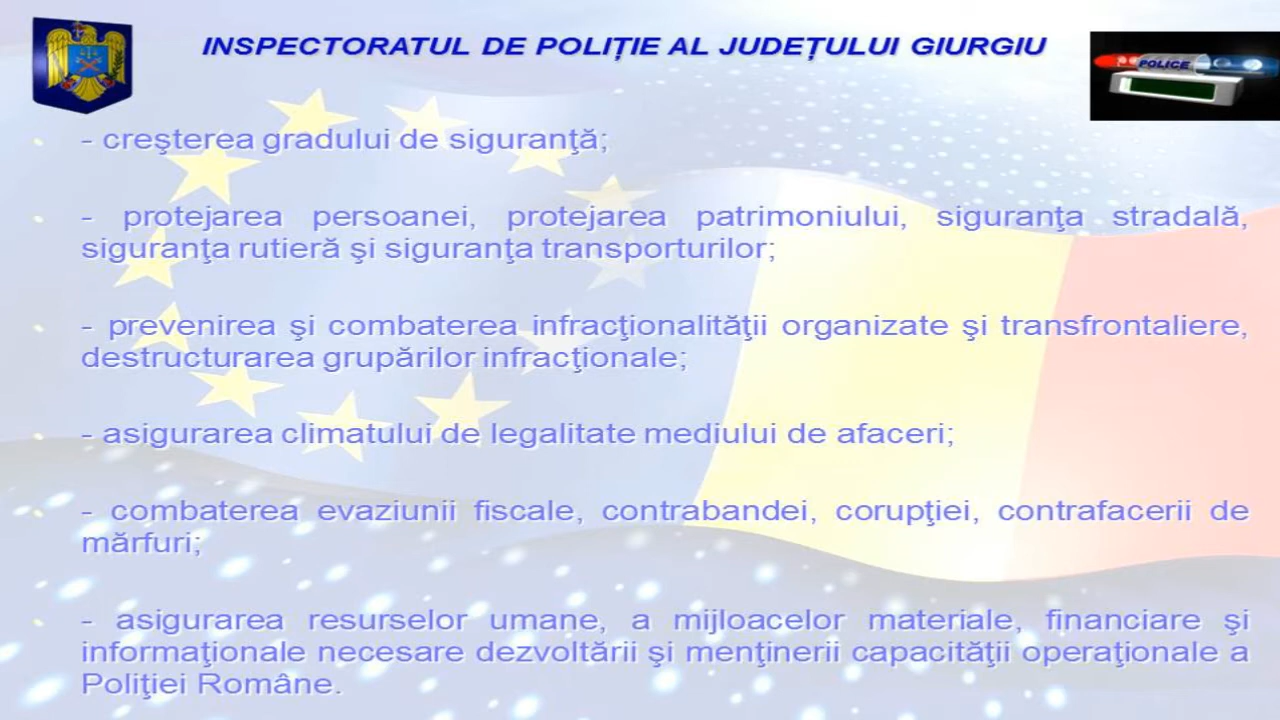 INSPECTORATUL DE POLIȚIE AL JUDEȚULUI GIURGIU
POLICE
- creşterea gradului de siguranţă;
- protejarea persoanei, protejarea patrimoniului, siguranţa stradală,
siguranţa rutieră şi siguranţa transporturilor;
- prevenirea şi combaterea infracţionalităţii organizate şi transfrontaliere,
destructurarea grupărilor infracţionale;
- asigurarea climatului de legalitate mediului de afaceri;
- combaterea evaziunii fiscale, contrabandei, corupţiei, contrafacerii de
mărfuri;
- asigurarea resurselor umane, a mijloacelor materiale, financiare şi
informaţionale necesare dezvoltării şi menţinerii capacităţii operaţionale a
Poliţiei Române.